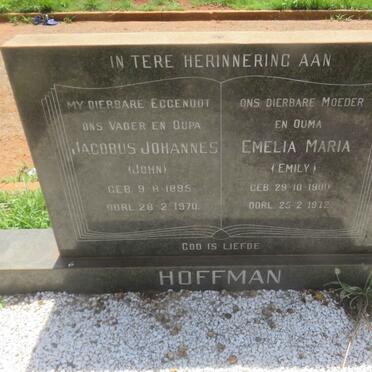 IN TERE HERINNERING AAN
MY DIERBARE EGGENOOT
ONS VADER EN OUPA
JACOBUS JOHANNES
(JOHN)
GEB. 9-8-1895
OORL. 28-2-1970.
ONS DIERBARE MOEDER
EN OUMA
EMELIA MARIA
(EMILY)
GEB. 29-10-1900
OORL. 25-2-1972
GOD IS LIEFDE
HOFFMAN